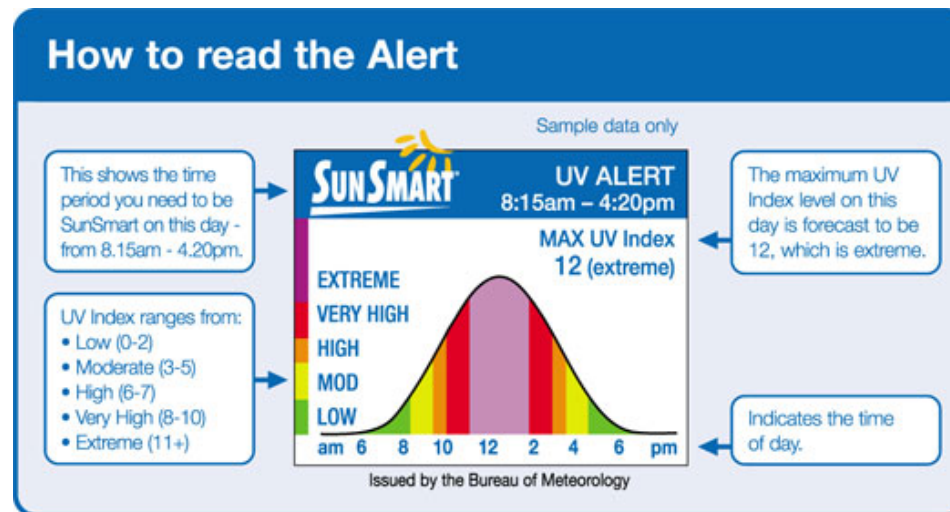 How to read the Alert
Sample data only
This shows the time
period you need to be
SunSmart on this day -
from 8.15am - 4.20pm.
UV Index ranges from:
• Low (0-2)
• Moderate (3-5)
• High (6-7)
• Very High (8-10)
• Extreme (11+)
SUNSMART
UV ALERT
8:15am – 4:20pm
MAX UV Index
12 (extreme)
EXTREME
VERY HIGH
HIGH
MOD
LOW
am 6 8 10 12 2 4 6 pm
Issued by the Bureau of Meteorology
The maximum UV
Index level on this
day is forecast to be
12, which is extreme.
Indicates the time
of day.